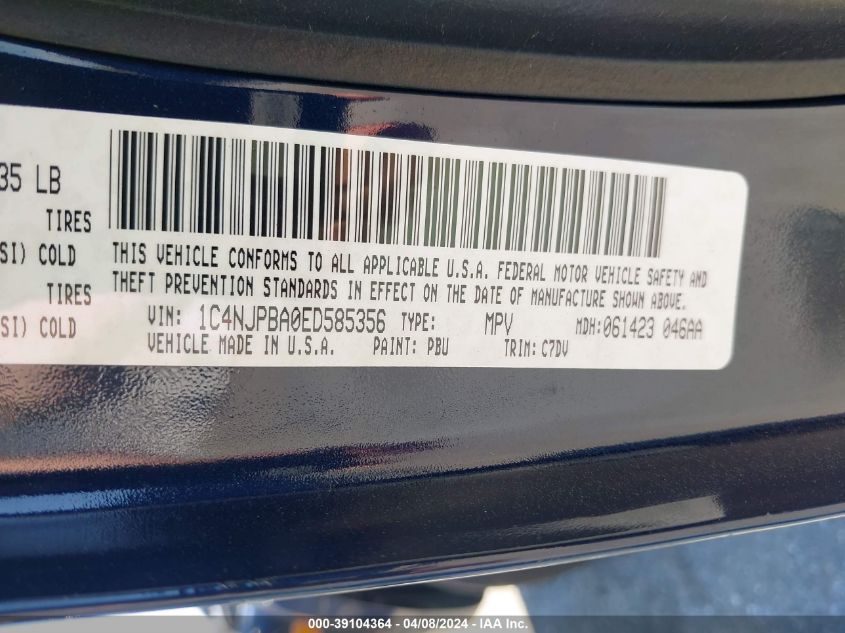 35 LB
TIRES
SI) COLD
TIRES
SI) COLD
THIS VEHICLE CONFORMS TO ALL APPLICABLE U.S.A. FEDERAL MOTOR VEHICLE SAFETY AND
THEFT PREVENTION STANDARDS IN EFFECT ON THE DATE OF MANUFACTURE SHOWN ABOVE.
VIN: 1C4NJPBA0ED585356 TYPE: MPV MDH:061423 046AA
VEHICLE MADE IN U.S.A. PAINT: PBU TRIM: C7DV
000-39104364 - 04/08/2024 - IAA Inc.